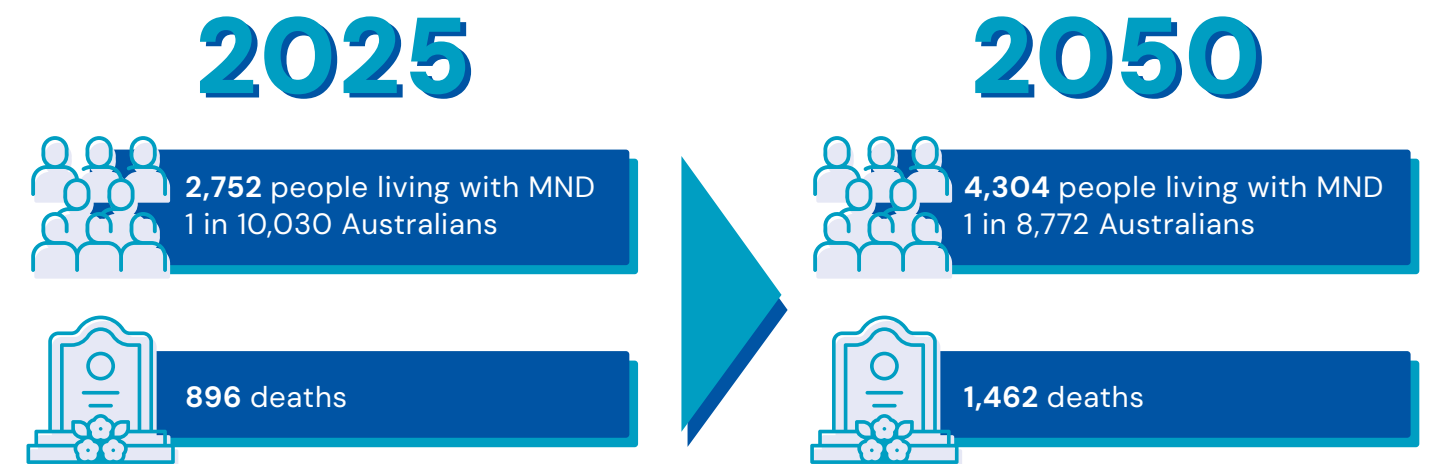 2025
2,752 people living with MND
1 in 10,030 Australians
896 deaths
2050
4,304 people living with MND
1 in 8,772 Australians
1,462 deaths